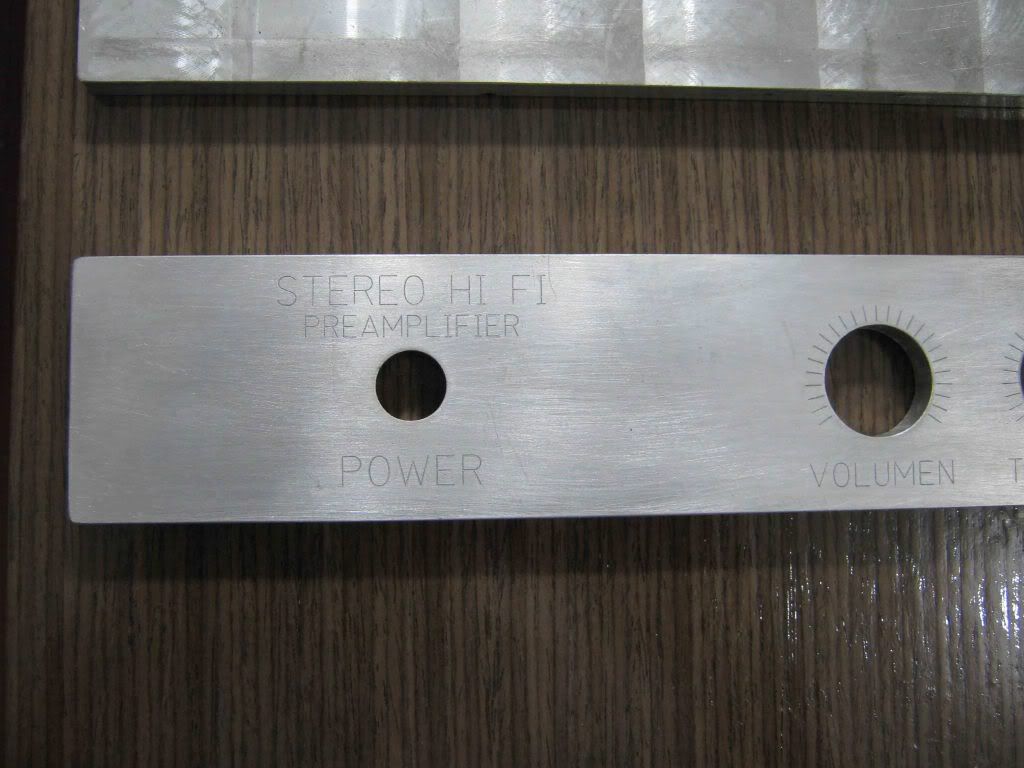 STEREO HI FI
PREAMPLIFIER
POWER
VOLUMEN